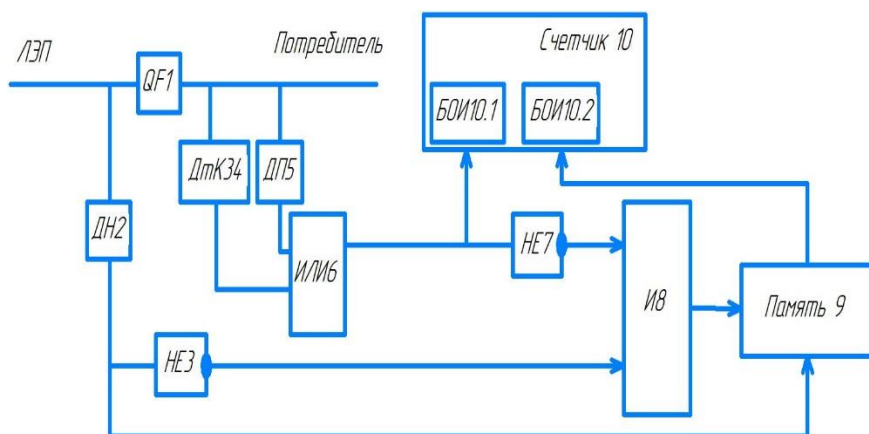 ЛЭП
Потребитель
Счетчик 10
QF1
БОИ10.1
БОИ10.2
ДтКЗ4
ДП5
ДН2
ИЛИ6
НЕ7
И8
Память 9
НЕ3